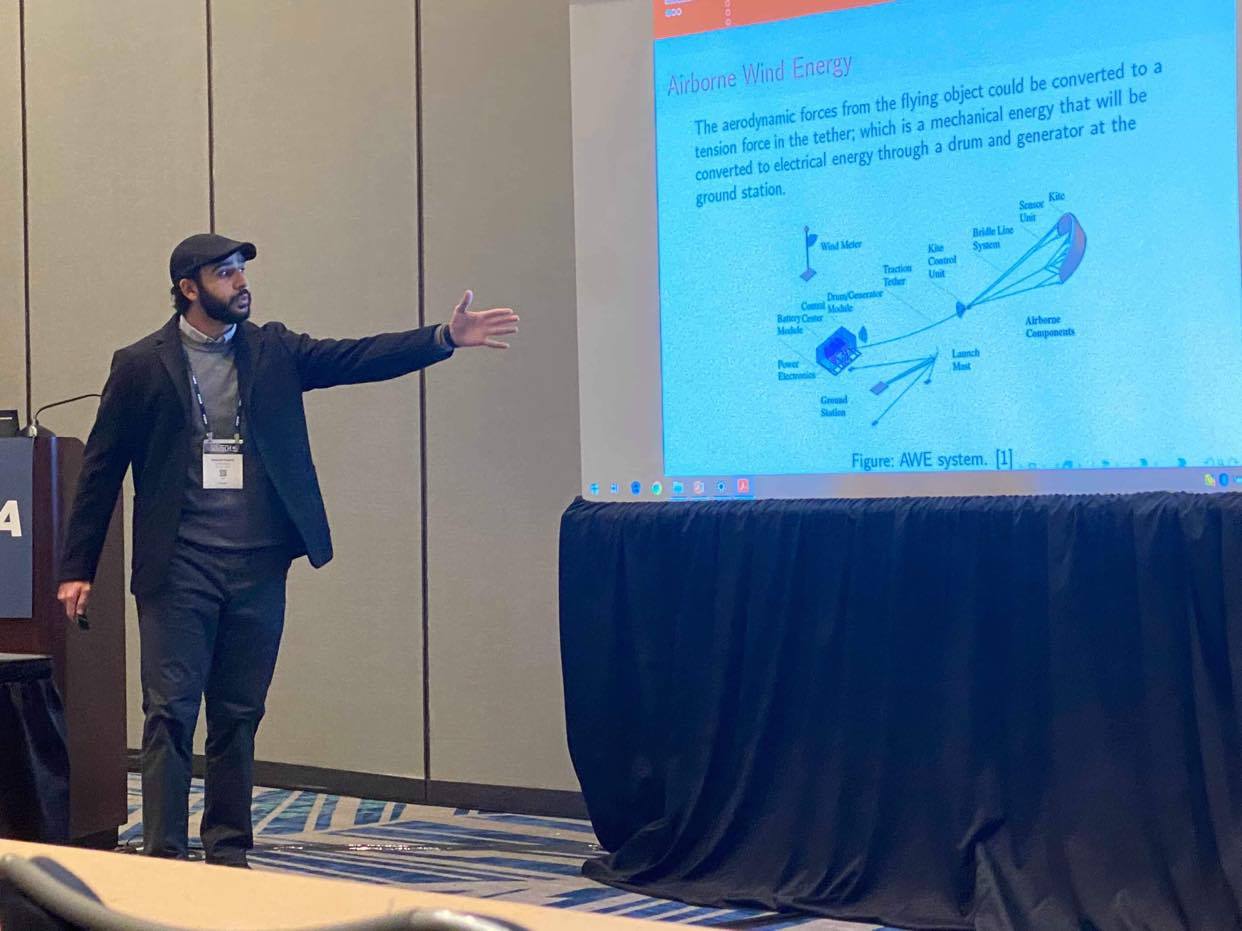 Airborne Wind Energy
The aerodynamic forces from the flying object could be converted to a
tension force in the tether; which is a mechanical energy that will be
converted to electrical energy through a drum and generator at the
ground station.
Sensor
Unit
Kite
Bridle Line
System
Kite
Control
Unit
Wind Meter
Traction
Tether
Drum/Generator
Module
Control
Center
Battery
Module
Power
Electronics
Ground
Station
Launch
Mast
Airborne
Components
Figure: AWE system. [1]
A